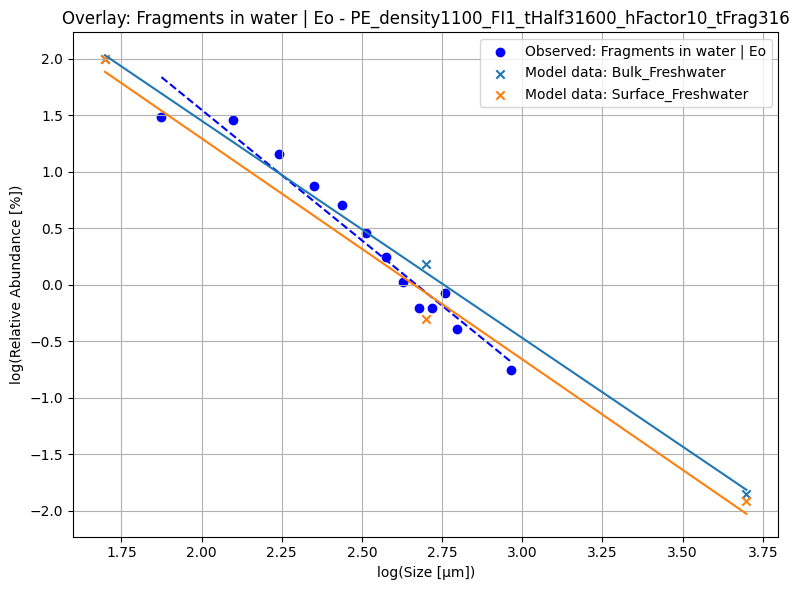 Overlay: Fragments in water | Eo - PE_density1100_FI1_tHalf31600_hFactor10_tFrag316
Observed: Fragments in water | Eo
Model data: Bulk_Freshwater
Model data: Surface_Freshwater
log(Relative Abundance [%])
2.0
1.5
1.0
0.5
0.0
−0.5
−1.0
−1.5
−2.0
1.75 2.00 2.25 2.50 2.75 3.00 3.25 3.50 3.75
log(Size [µm])